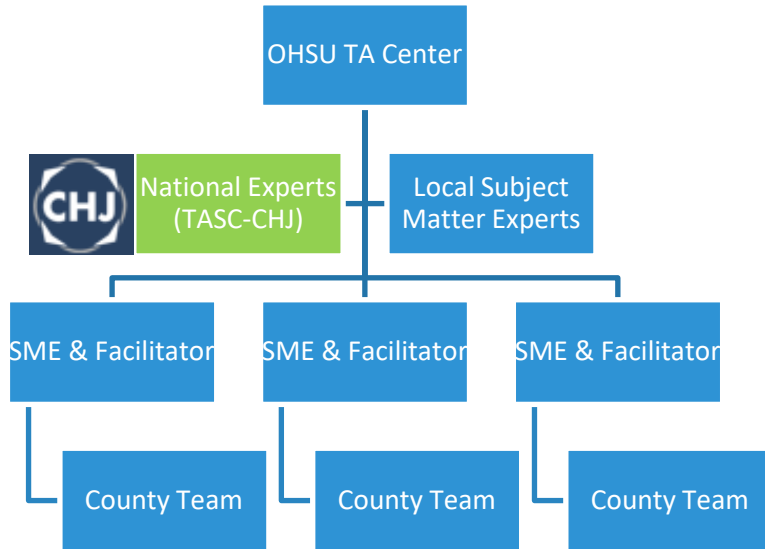 OHSU TA Center
CHJ
National Experts
(TASC-CHJ)
Local Subject
Matter Experts
SME & Facilitator
SME & Facilitator
SME & Facilitator
County Team
County Team
County Team